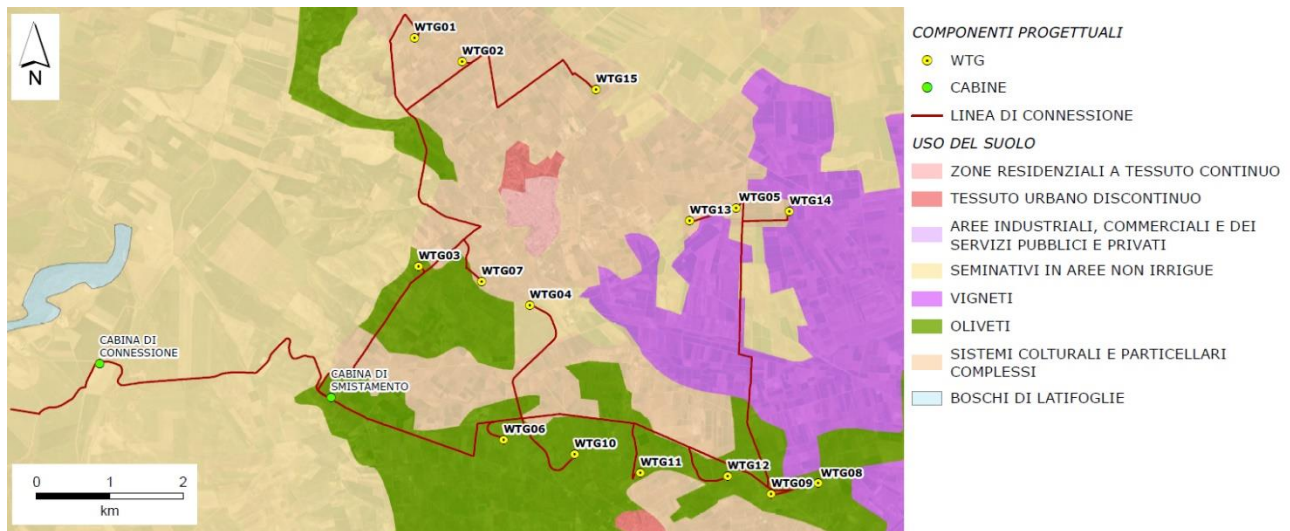 N
WTG01
WTG02
WTG15
WTG13
WTG05
WTG14
WTG03
WTG07
WTG04
CABINA DI
CONNESSIONE
CABINA DI
SMISTAMENTO
WTG06
WTG10
WTG11
WTG12
WTG09
WTG08
0 1 2
km
COMPONENTI PROGETTUALI
WTG
CABINE
LINEA DI CONNESSIONE
USO DEL SUOLO
ZONE RESIDENZIALI A TESSUTO CONTINUO
TESSUTO URBANO DISCONTINUO
AREE INDUSTRIALI, COMMERCIALI E DEI
SERVIZI PUBBLICI E PRIVATI
SEMINATIVI IN AREE NON IRRIGUE
VIGNETI
OLIVETI
SISTEMI COLTURALI E PARTICELLARI
COMPLESSI
BOSCHI DI LATIFOGLIE